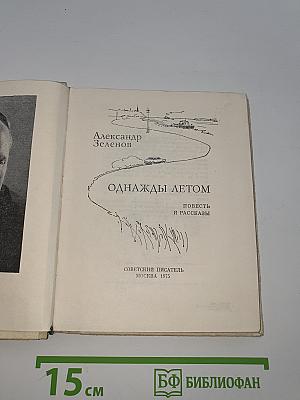 Александр
Зеленов
ОДНАЖДЫ ЛЕТОМ
ПОВЕСТЬ
И РАССКАЗЫ
СОВЕТСКИЙ ПИСАТЕЛЬ
МОСКВА 1975
15 см
БФ БИБЛИОФАН